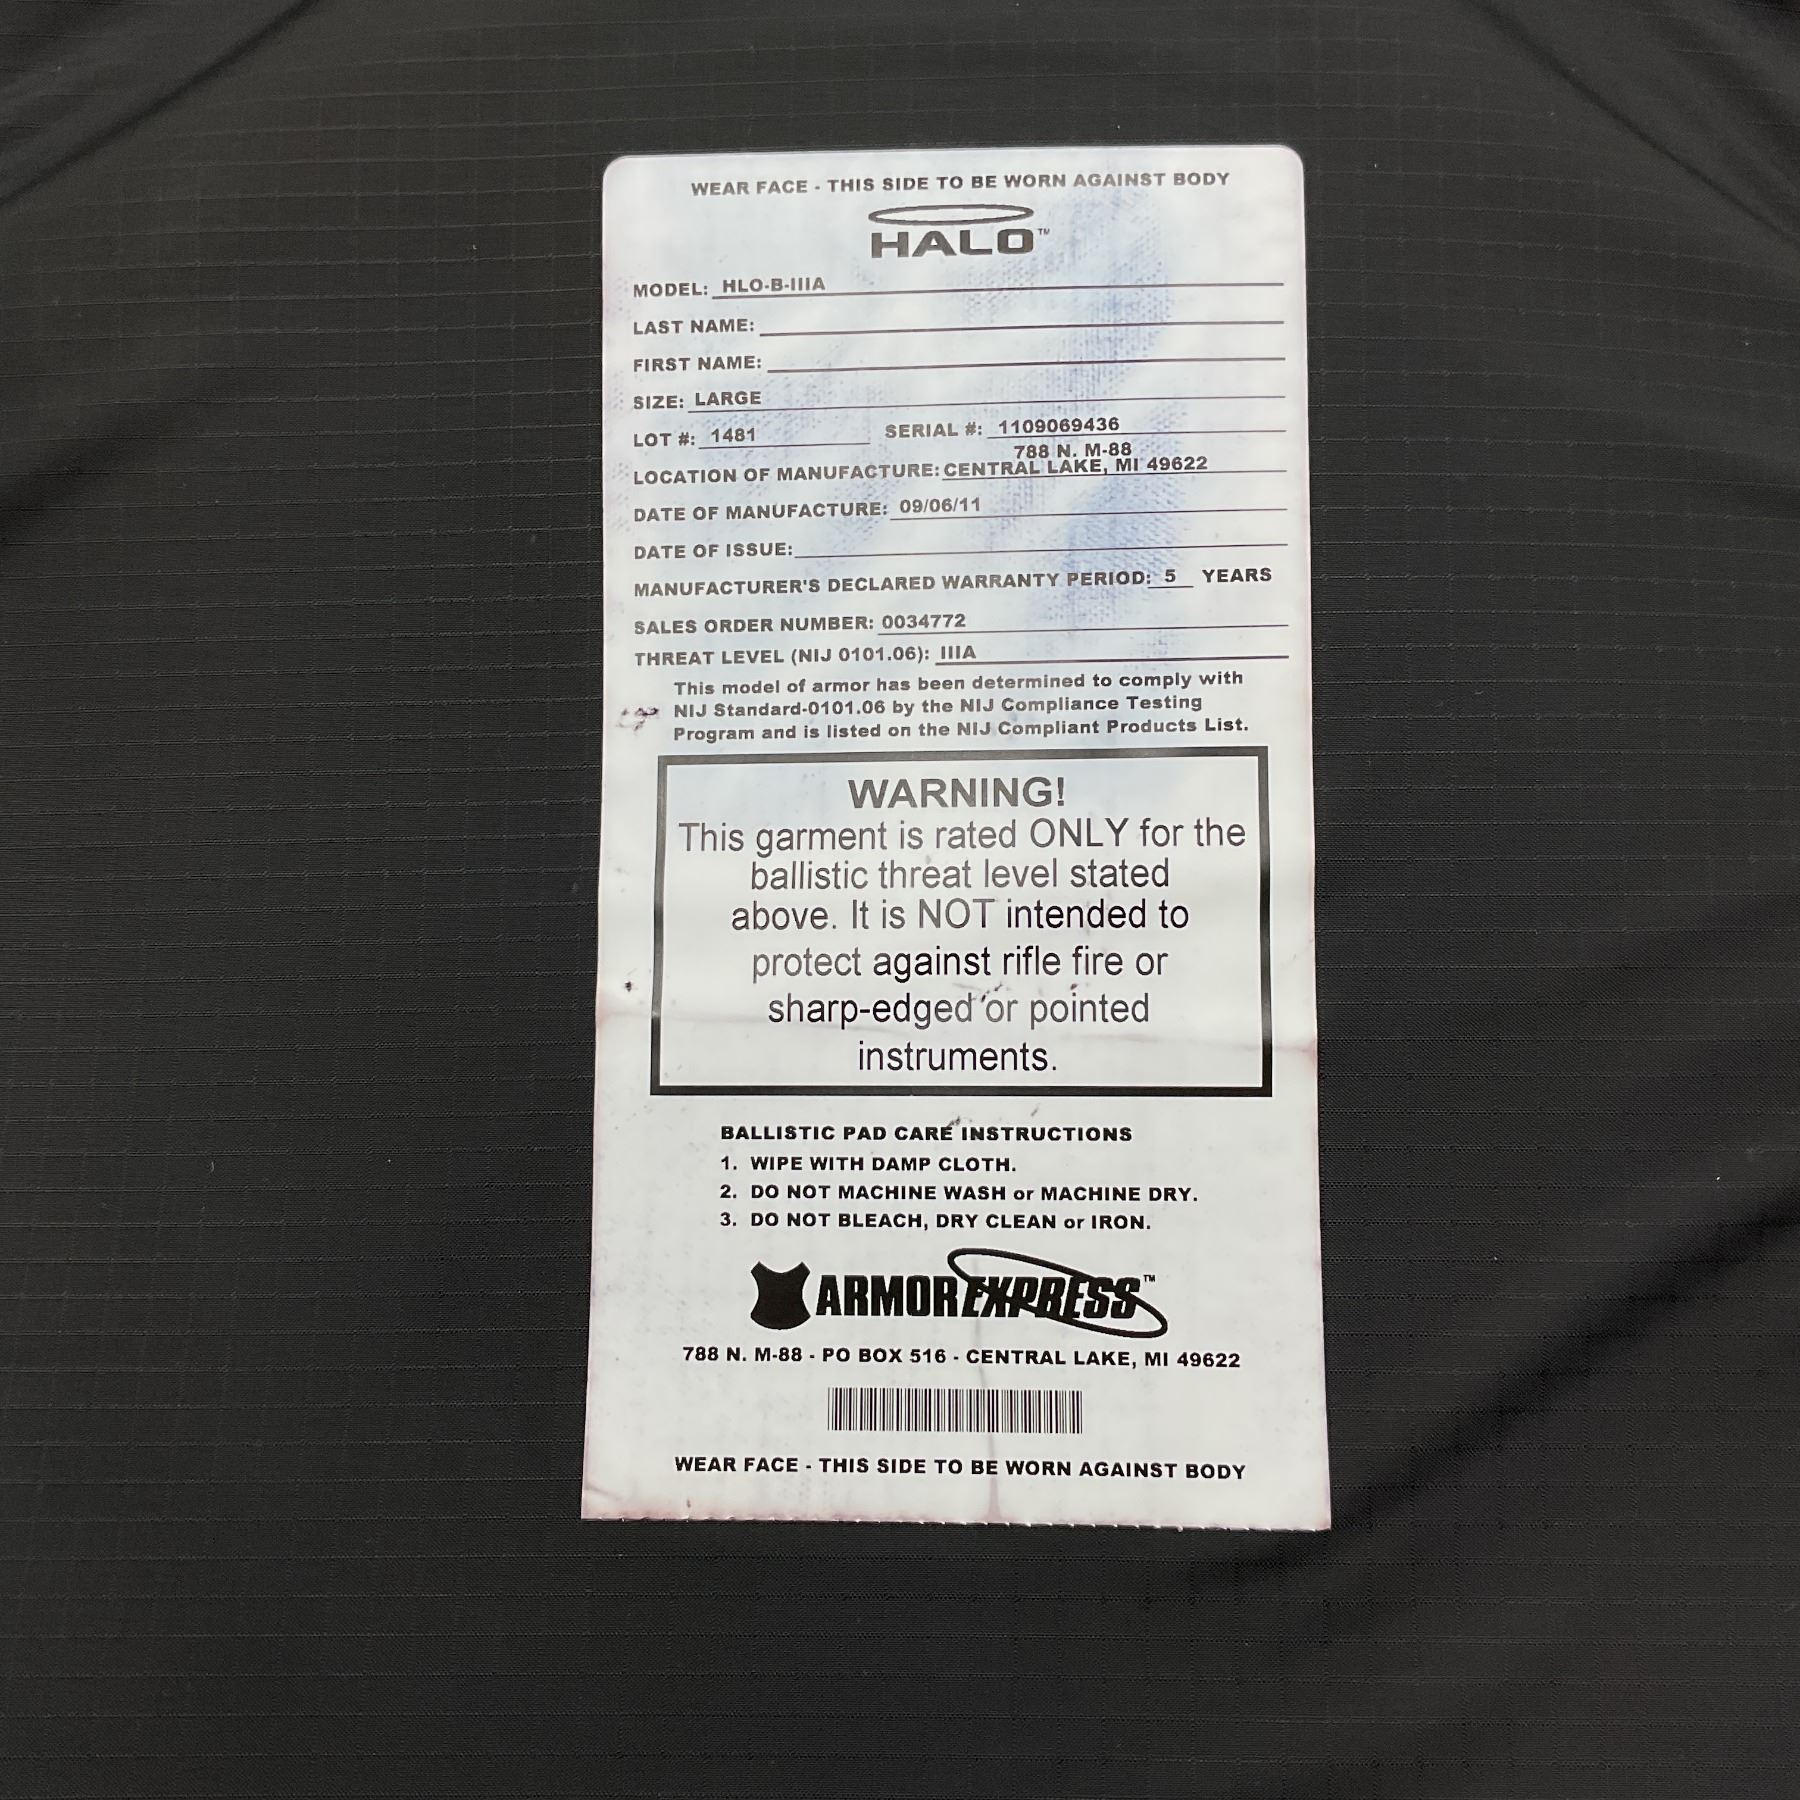 WEAR FACE - THIS SIDE TO BE WORN AGAINST BODY
HALO™
MODEL: HLO-B-IIIA
LAST NAME:
FIRST NAME:
SIZE: LARGE
LOT #: 1481 SERIAL #: 1109069436
788 N. M-88
LOCATION OF MANUFACTURE: CENTRAL LAKE, MI 49622
DATE OF MANUFACTURE: 09/06/11
DATE OF ISSUE:
MANUFACTURER'S DECLARED WARRANTY PERIOD: 5 YEARS
SALES ORDER NUMBER: 0034772
THREAT LEVEL (NIJ 0101.06): IIIA
This model of armor has been determined to comply with
NIJ Standard-0101.06 by the NIJ Compliance Testing
Program and is listed on the NIJ Compliant Products List.
WARNING!
This garment is rated ONLY for the
ballistic threat level stated
above. It is NOT intended to
protect against rifle fire or
sharp-edged or pointed
instruments.
BALLISTIC PAD CARE INSTRUCTIONS
1. WIPE WITH DAMP CLOTH.
2. DO NOT MACHINE WASH or MACHINE DRY.
3. DO NOT BLEACH, DRY CLEAN or IRON.
ARMOR EXPRESS™
788 N. M-88 - PO BOX 516 - CENTRAL LAKE, MI 49622
WEAR FACE - THIS SIDE TO BE WORN AGAINST BODY